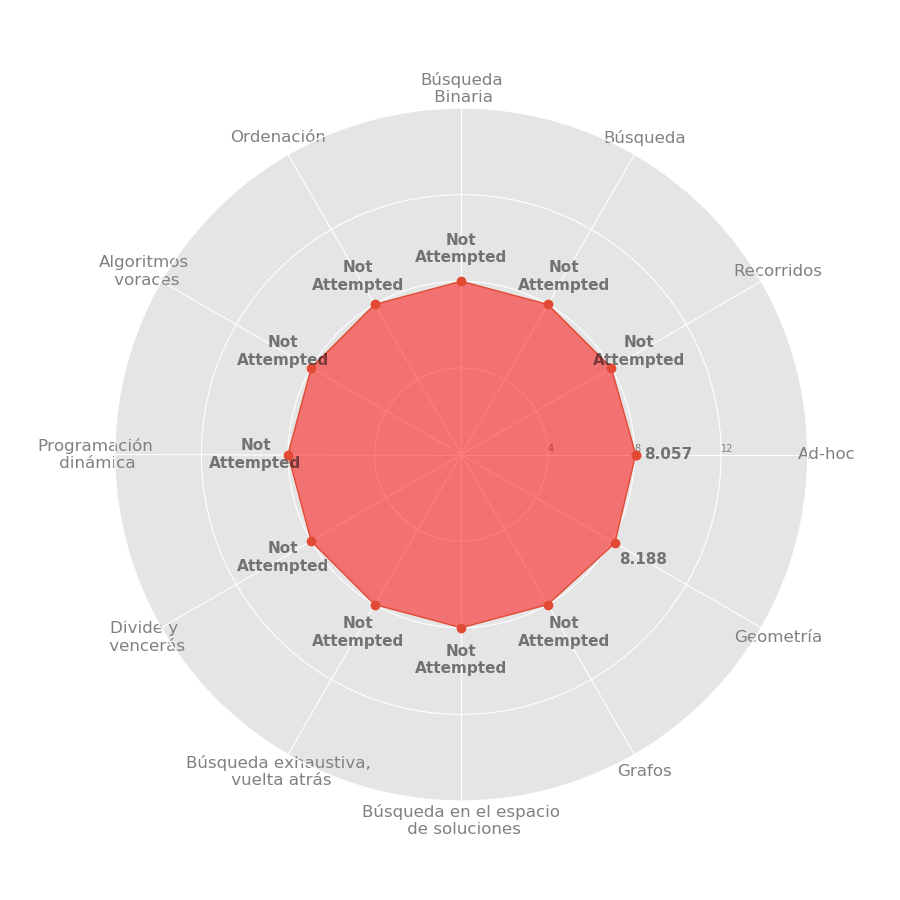 Búsqueda
Binaria
Ordenación
Búsqueda
Not
Attempted
Not
Attempted
Not
Attempted
Algoritmos
voraces
Recorridos
Not
Attempted
Not
Attempted
Programación
dinámica
Not
Attempted
4
8
12
8.057
Ad-hoc
Not
Attempted
8.188
Divide y
vencerás
Not
Attempted
Not
Attempted
Not
Attempted
Geometría
Búsqueda exhaustiva,
vuelta atrás
Grafos
Búsqueda en el espacio
de soluciones